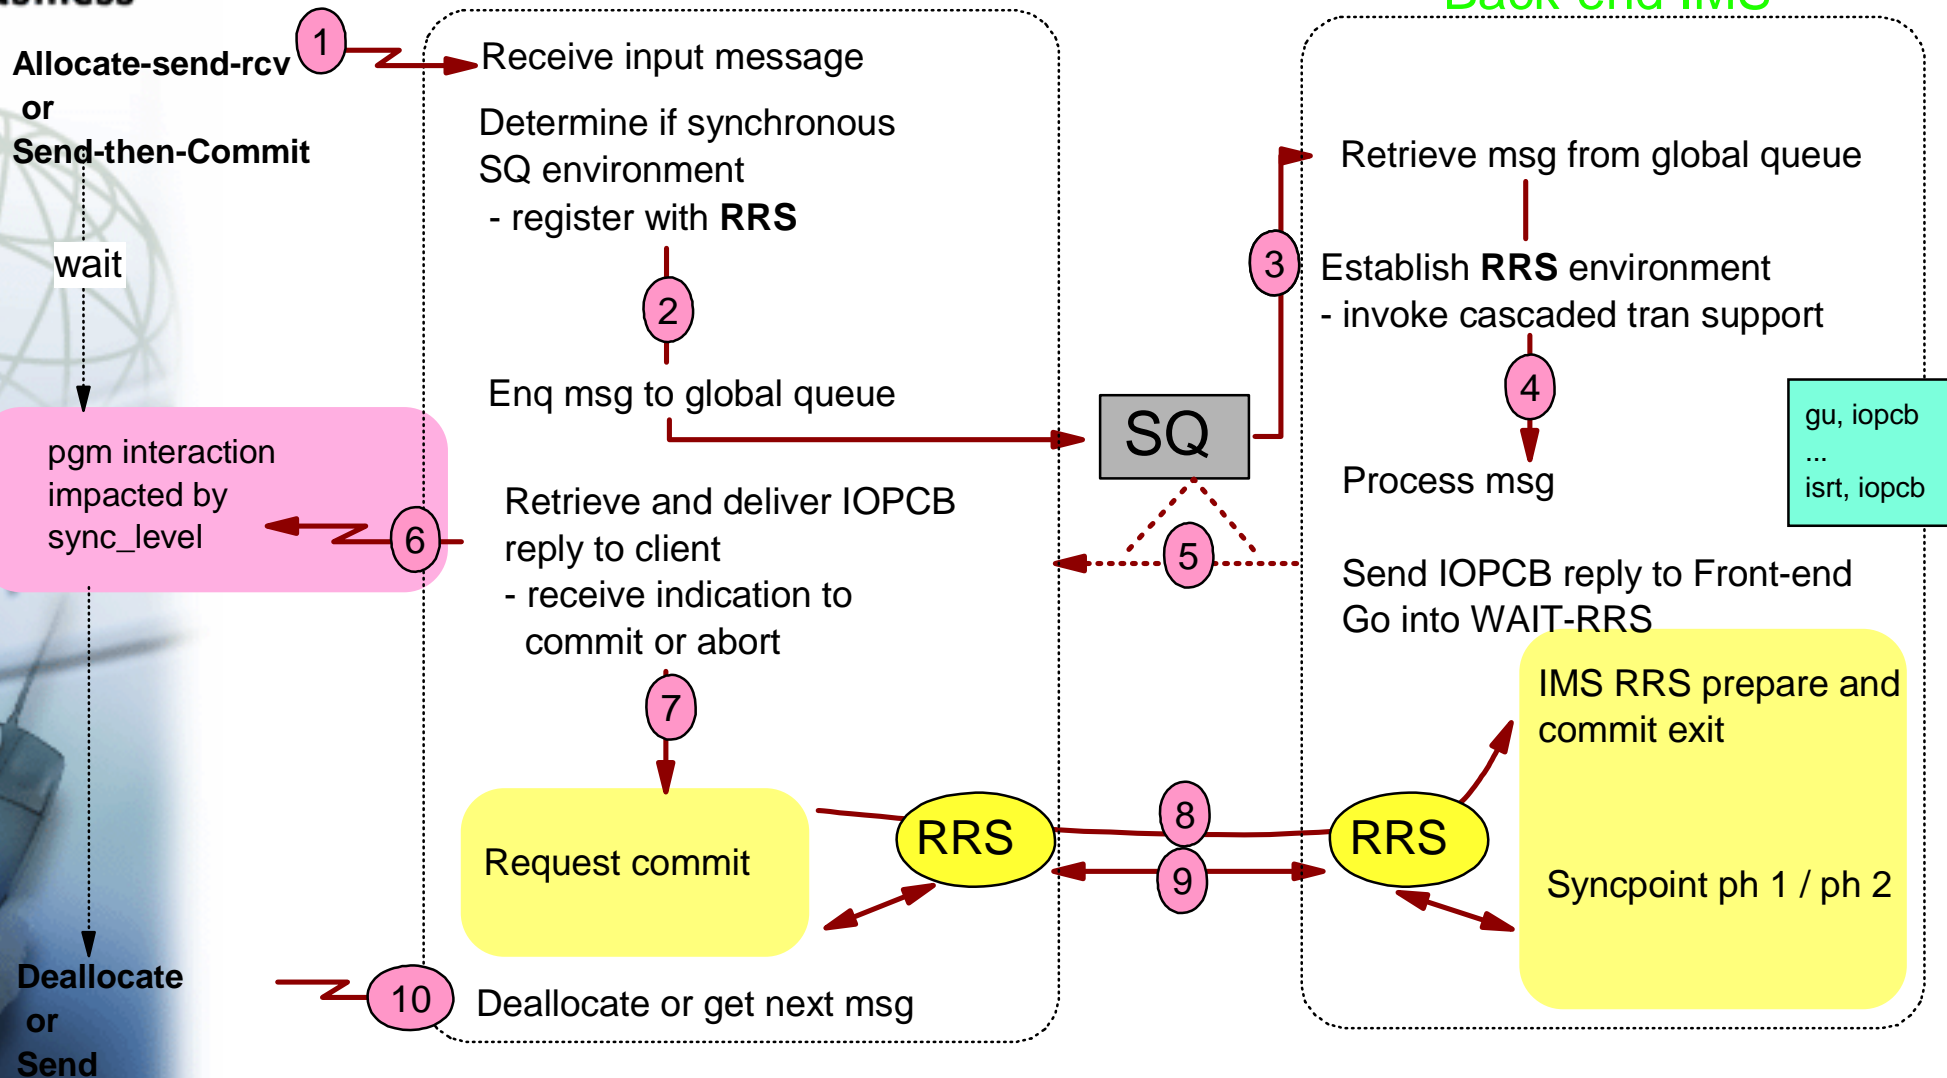 Back-end IMS
1
Allocate-send-rcv
or
Send-then-Commit
wait
pgm interaction
impacted by
sync_level
Deallocate
or
Send
Receive input message
Determine if synchronous
SQ environment
- register with RRS
2
Enq msg to global queue
Retrieve and deliver IOPCB
reply to client
- receive indication to
commit or abort
6
7
Request commit
RRS
10
Deallocate or get next msg
SQ
3
5
8
9
Retrieve msg from global queue
Establish RRS environment
- invoke cascaded tran support
4
Process msg
gu, iopcb
...
isrt, iopcb
Send IOPCB reply to Front-end
Go into WAIT-RRS
IMS RRS prepare and
commit exit
RRS
Syncpoint ph 1 / ph 2